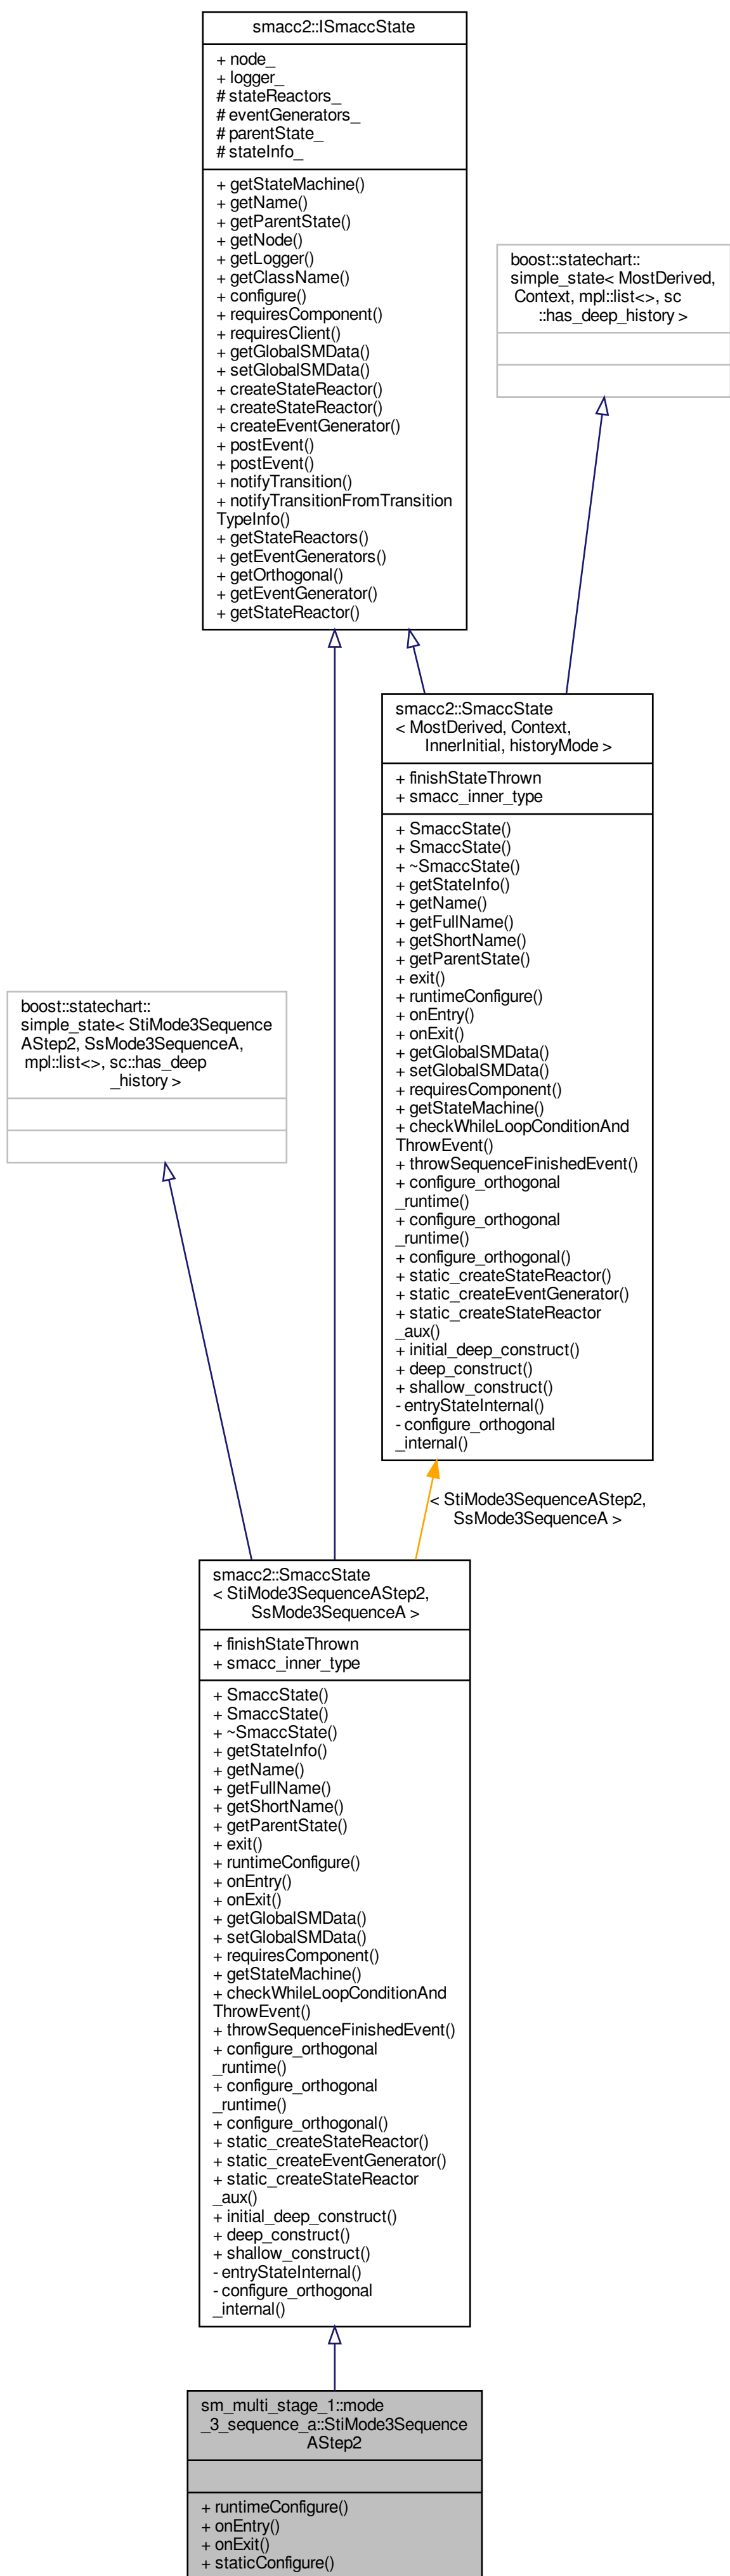 smacc2::ISmaccState
+ node_
+ logger_
# stateReactors_
# eventGenerators_
# parentState_
# stateInfo_
+ getStateMachine()
+ getName()
+ getParentState()
+ getNode()
+ getLogger()
+ getClassName()
+ configure()
+ requiresComponent()
+ requiresClient()
+ getGlobalSMData()
+ setGlobalSMData()
+ createStateReactor()
+ createStateReactor()
+ createEventGenerator()
+ postEvent()
+ postEvent()
+ notifyTransition()
+ notifyTransitionFromTransition
TypeInfo()
+ getStateReactors()
+ getEventGenerators()
+ getOrthogonal()
+ getEventGenerator()
+ getStateReactor()
boost::statechart::
simple_state< MostDerived,
Context, mpl::list<>, sc
::has_deep_history >
smacc2::SmaccState
< MostDerived, Context,
InnerInitial, historyMode >
+ finishStateThrown
+ smacc_inner_type
+ SmaccState()
+ SmaccState()
+ ~SmaccState()
+ getStateInfo()
+ getName()
+ getFullName()
+ getShortName()
+ getParentState()
+ exit()
+ runtimeConfigure()
+ onEntry()
+ onExit()
+ getGlobalSMData()
+ setGlobalSMData()
+ requiresComponent()
+ getStateMachine()
+ checkWhileLoopConditionAnd
ThrowEvent()
+ throwSequenceFinishedEvent()
+ configure_orthogonal
_runtime()
+ configure_orthogonal
_runtime()
+ configure_orthogonal()
+ static_createStateReactor()
+ static_createEventGenerator()
+ static_createStateReactor
_aux()
+ initial_deep_construct()
+ deep_construct()
+ shallow_construct()
- entryStateInternal()
- configure_orthogonal
_internal()
boost::statechart::
simple_state< StiMode3Sequence
AStep2, SsMode3SequenceA,
mpl::list<>, sc::has_deep
_history >
< StiMode3SequenceAStep2,
SsMode3SequenceA >
smacc2::SmaccState
< StiMode3SequenceAStep2,
SsMode3SequenceA >
+ finishStateThrown
+ smacc_inner_type
+ SmaccState()
+ SmaccState()
+ ~SmaccState()
+ getStateInfo()
+ getName()
+ getFullName()
+ getShortName()
+ getParentState()
+ exit()
+ runtimeConfigure()
+ onEntry()
+ onExit()
+ getGlobalSMData()
+ setGlobalSMData()
+ requiresComponent()
+ getStateMachine()
+ checkWhileLoopConditionAnd
ThrowEvent()
+ throwSequenceFinishedEvent()
+ configure_orthogonal
_runtime()
+ configure_orthogonal
_runtime()
+ configure_orthogonal()
+ static_createStateReactor()
+ static_createEventGenerator()
+ static_createStateReactor
_aux()
+ initial_deep_construct()
+ deep_construct()
+ shallow_construct()
- entryStateInternal()
- configure_orthogonal
_internal()
sm_multi_stage_1::mode
_3_sequence_a::StiMode3Sequence
AStep2
+ runtimeConfigure()
+ onEntry()
+ onExit()
+ staticConfigure()